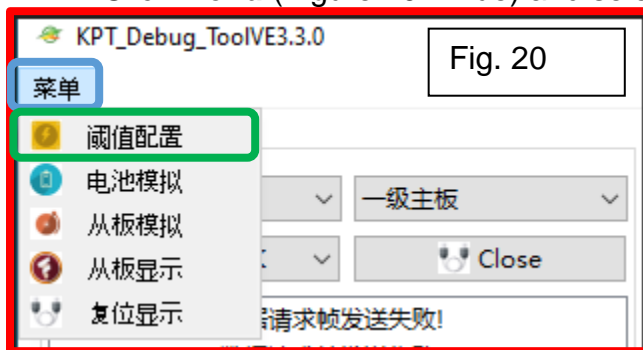 KPT_Debug_ToolVE3.3.0
Fig. 20
菜单
阈值配置
电池模拟
一级主板
从板模拟
从板显示
Close
复位显示
请求帧发送失败!